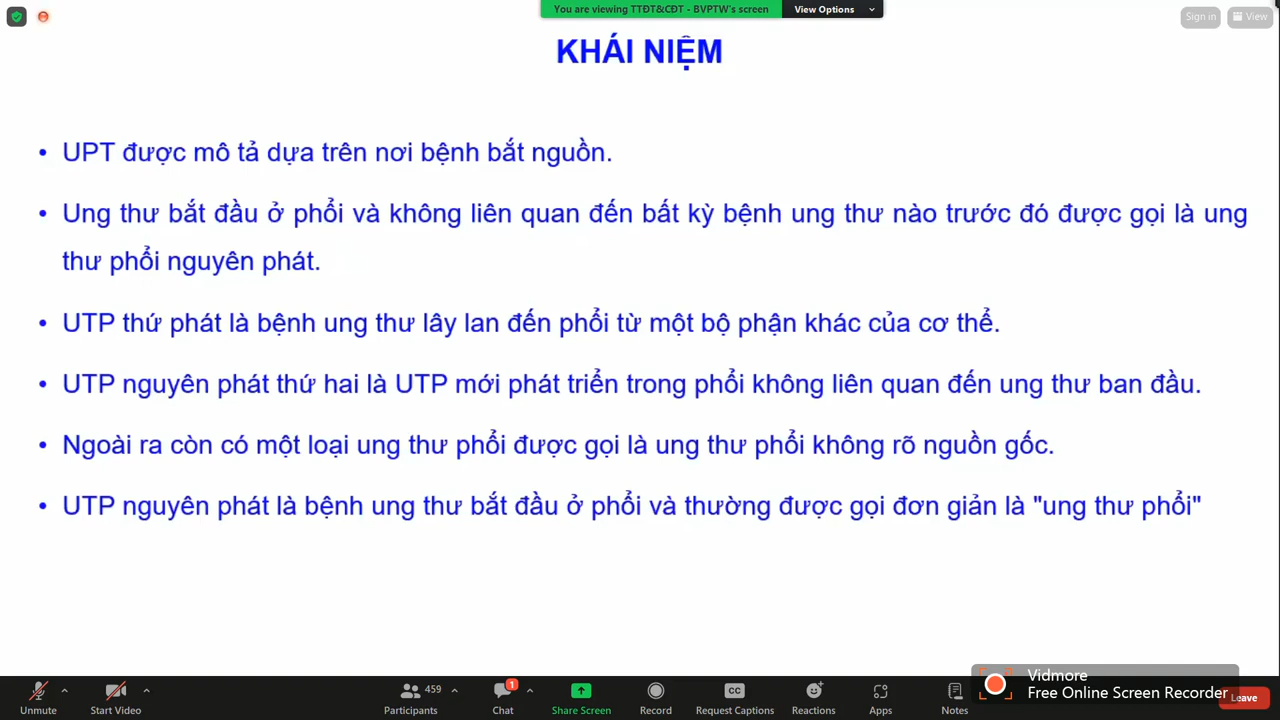 You are viewing TTĐT&CĐT - BVPTW's screen View Options
Sign in View
KHÁI NIỆM
• UPT được mô tả dựa trên nơi bệnh bắt nguồn.
• Ung thư bắt đầu ở phổi và không liên quan đến bất kỳ bệnh ung thư nào trước đó được gọi là ung
thư phổi nguyên phát.
• UTP thứ phát là bệnh ung thư lây lan đến phổi từ một bộ phận khác của cơ thể.
• UTP nguyên phát thứ hai là UTP mới phát triển trong phổi không liên quan đến ung thư ban đầu.
• Ngoài ra còn có một loại ung thư phổi được gọi là ung thư phổi không rõ nguồn gốc.
• UTP nguyên phát là bệnh ung thư bắt đầu ở phổi và thường được gọi đơn giản là "ung thư phổi"
Vidmore
Free Online Screen Recorder
459 1 CC
Unmute Start Video Participants Chat Share Screen Record Request Captions Reactions Apps Notes Leave